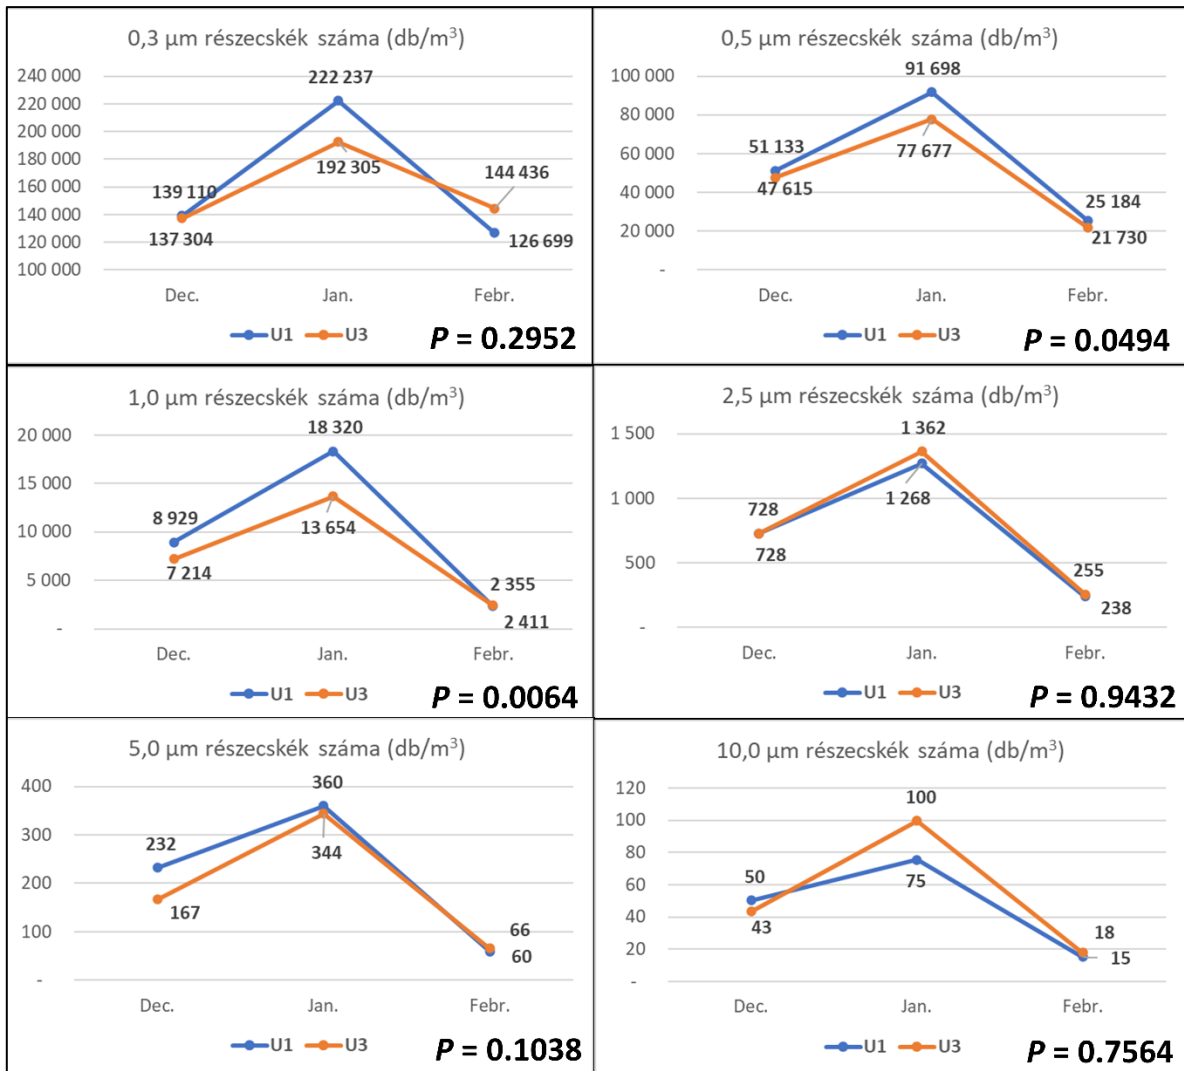 0,3 µm részecskék száma (db/m³)
240 000
220 000
200 000
180 000
160 000
140 000
120 000
100 000
222 237
192 305
139 110
137 304
144 436
126 699
Dec. Jan. Febr.
U1 U3
P = 0.2952
0,5 µm részecskék száma (db/m³)
100 000
80 000
60 000
40 000
20 000
-
91 698
77 677
51 133
47 615
25 184
21 730
Dec. Jan. Febr.
U1 U3
P = 0.0494
1,0 µm részecskék száma (db/m³)
20 000
15 000
10 000
5 000
-
18 320
13 654
8 929
7 214
2 355
2 411
Dec. Jan. Febr.
U1 U3
P = 0.0064
2,5 µm részecskék száma (db/m³)
1 500
1 000
500
-
1 362
1 268
728
728
255
238
Dec. Jan. Febr.
U1 U3
P = 0.9432
5,0 µm részecskék száma (db/m³)
400
300
200
100
-
360
344
232
167
66
60
Dec. Jan. Febr.
U1 U3
P = 0.1038
10,0 µm részecskék száma (db/m³)
120
100
80
60
40
20
-
100
75
50
43
18
15
Dec. Jan. Febr.
U1 U3
P = 0.7564